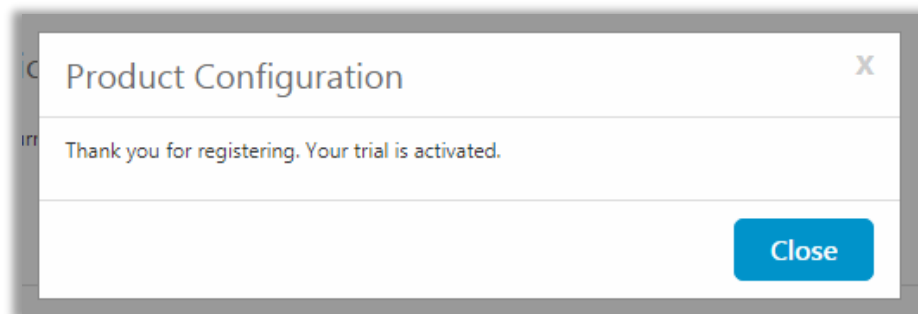 Product Configuration
X
Thank you for registering. Your trial is activated.
Close